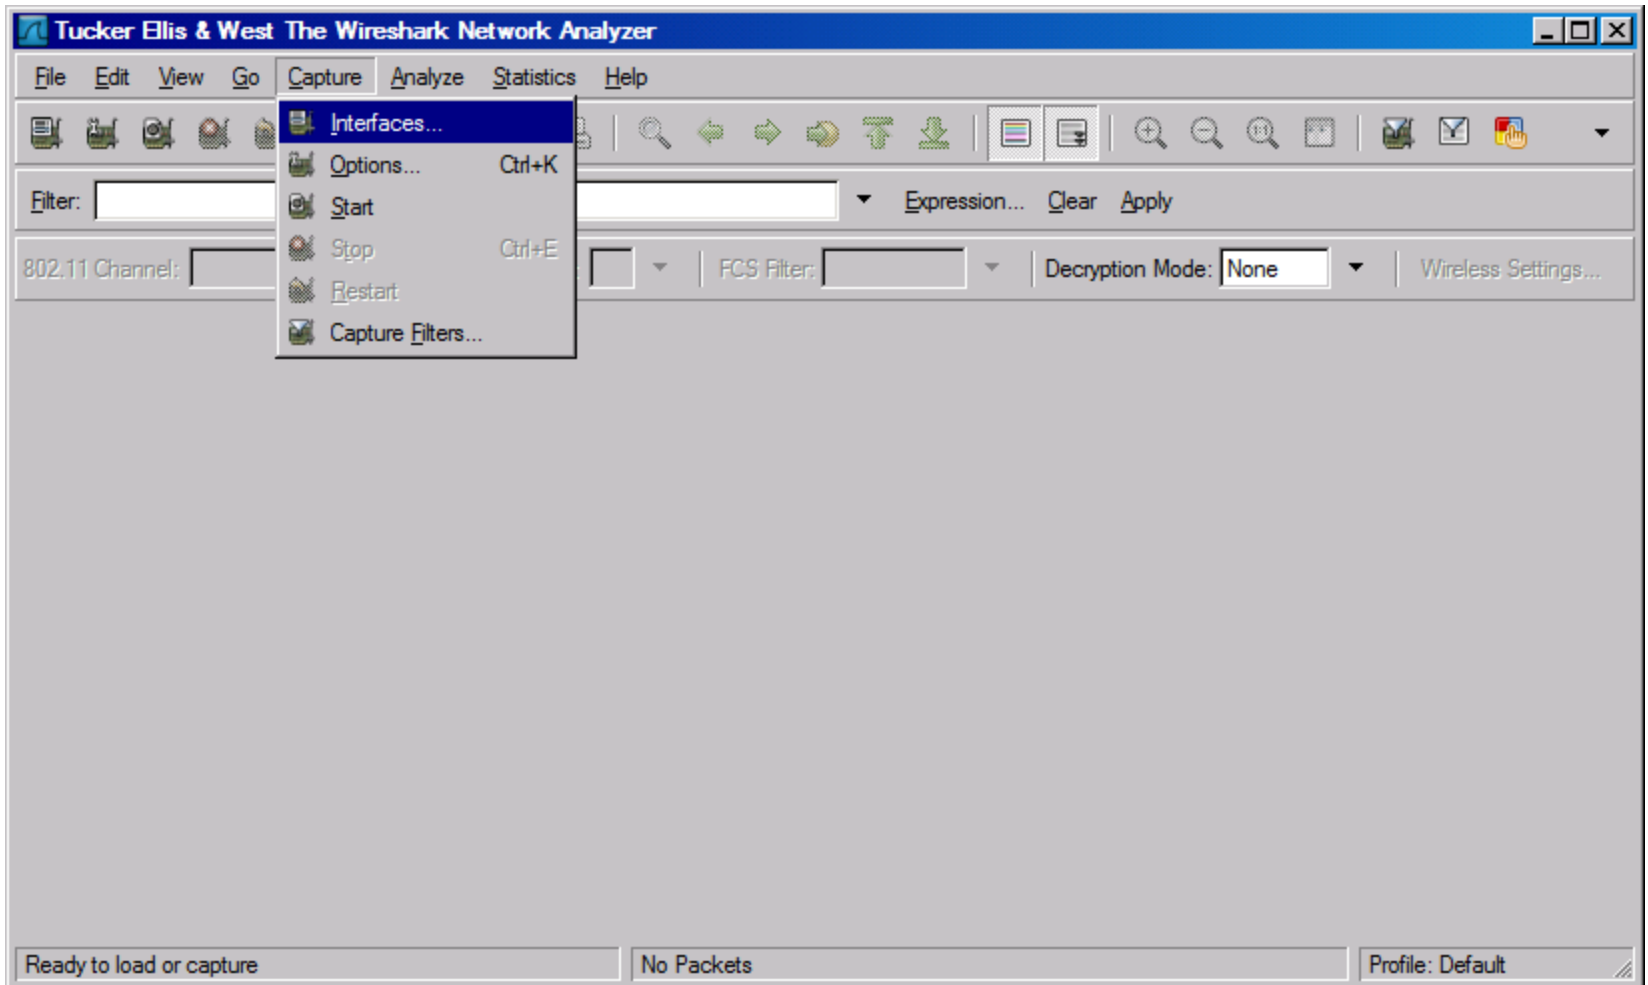 Tucker Ellis & West The Wireshark Network Analyzer
File Edit View Go Capture Analyze Statistics Help
Interfaces...
Options... Ctrl+K
Filter: Start Expression... Clear Apply
Stop Ctrl+E
802.11 Channel: FCS Filter: Decryption Mode: None Wireless Settings...
Restart
Capture Filters...
Ready to load or capture No Packets Profile: Default